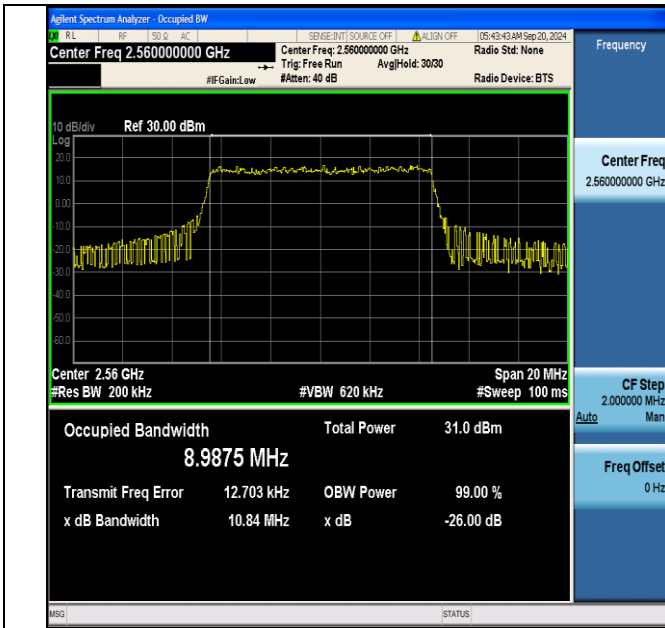 Agilent Spectrum Analyzer - Occupied BW
RL RF 50 Ω AC SENSE:INT SOURCE OFF ALIGN OFF 05:43:43 AM Sep 20, 2024
Center Freq 2.560000000 GHz
Center Freq: 2.560000000 GHz
Radio Std: None
Trig: Free Run Avg|Hold: 30/30
#IFGain:Low #Atten: 40 dB Radio Device: BTS
Frequency
10 dB/div Ref 30.00 dBm
Log
20.0
10.0
0.00
-10.0
-20.0
-30.0
-40.0
-50.0
-60.0
Center 2.56 GHz Span 20 MHz
#Res BW 200 kHz #VBW 620 kHz #Sweep 100 ms
Occupied Bandwidth Total Power 31.0 dBm
8.9875 MHz
Transmit Freq Error 12.703 kHz OBW Power 99.00 %
x dB Bandwidth 10.84 MHz x dB -26.00 dB
Center Freq
2.560000000 GHz
CF Step
2.000000 MHz
Auto Man
Freq Offset
0 Hz
MSG STATUS